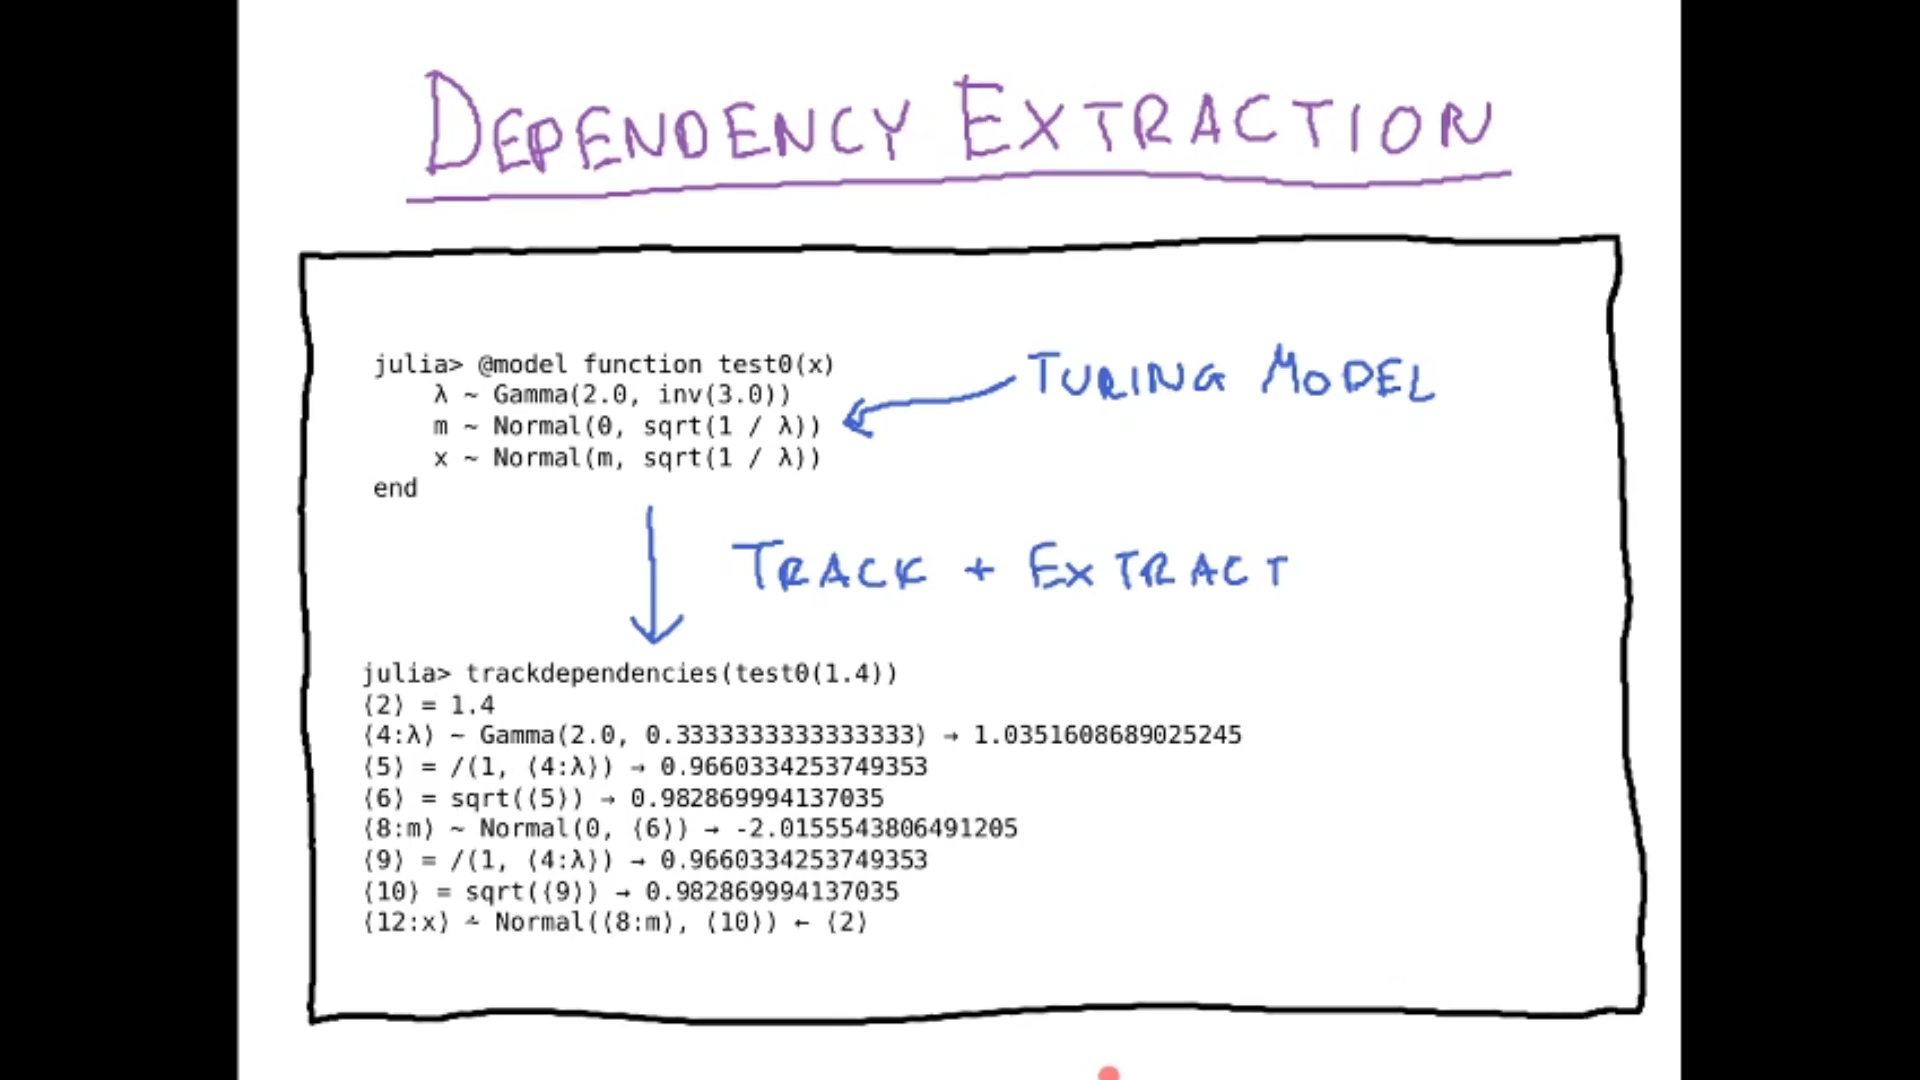 DEPENDENCY EXTRACTION
julia> @model function test0(x)
λ ~ Gamma(2.0, inv(3.0))
m ~ Normal(0, sqrt(1 / λ))
x ~ Normal(m, sqrt(1 / λ))
end
TURING MODEL
TRACK + EXTRACT
julia> trackdependencies(test0(1.4))
⟨2⟩ = 1.4
⟨4:λ⟩ ~ Gamma(2.0, 0.3333333333333333) → 1.0351608689025245
⟨5⟩ = /(1, ⟨4:λ⟩) → 0.9660334253749353
⟨6⟩ = sqrt(⟨5⟩) → 0.982869994137035
⟨8:m⟩ ~ Normal(0, ⟨6⟩) → -2.0155543806491205
⟨9⟩ = /(1, ⟨4:λ⟩) → 0.9660334253749353
⟨10⟩ = sqrt(⟨9⟩) → 0.982869994137035
⟨12:x⟩ ⩪ Normal(⟨8:m⟩, ⟨10⟩) ← ⟨2⟩